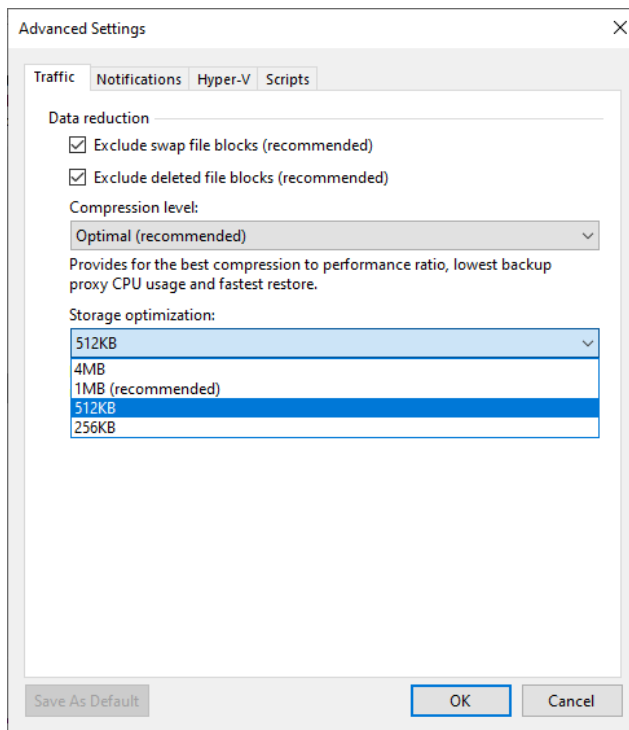 Advanced Settings
Traffic Notifications Hyper-V Scripts
Data reduction
Exclude swap file blocks (recommended)
Exclude deleted file blocks (recommended)
Compression level:
Optimal (recommended)
Provides for the best compression to performance ratio, lowest backup
proxy CPU usage and fastest restore.
Storage optimization:
512KB
4MB
1MB (recommended)
512KB
256KB
Save As Default OK Cancel